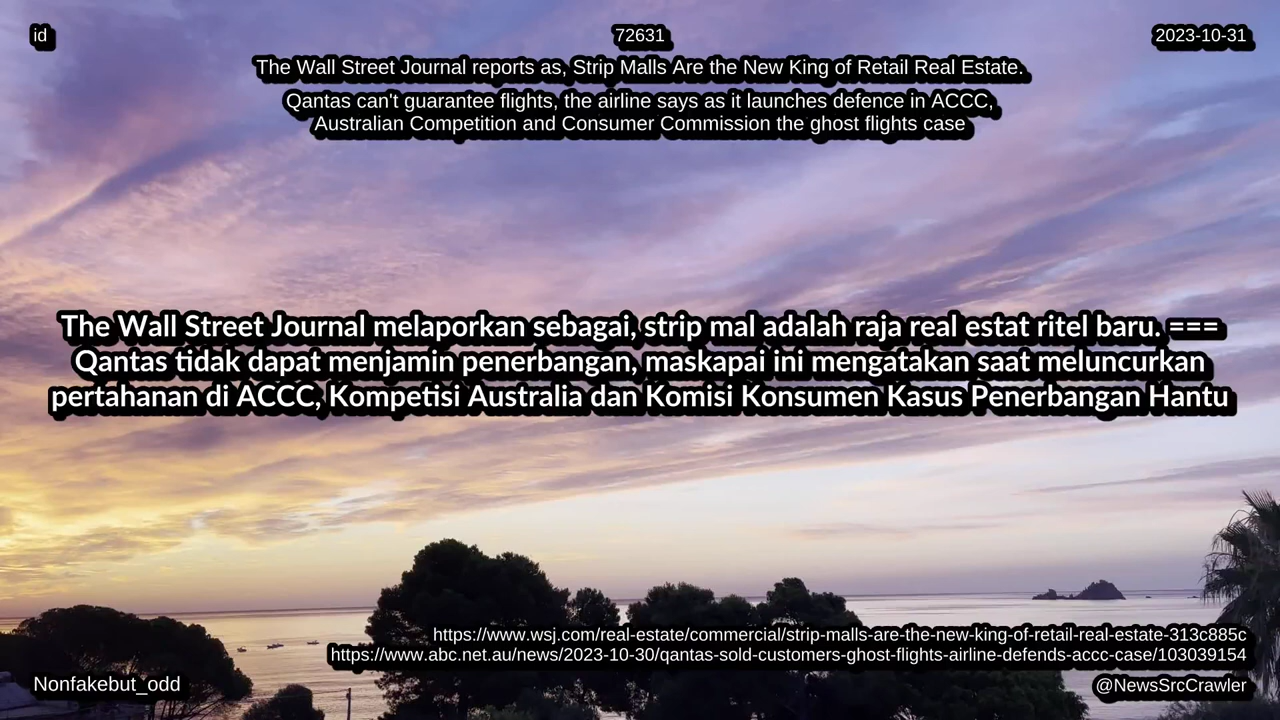 id
72631
2023-10-31
The Wall Street Journal reports as, Strip Malls Are the New King of Retail Real Estate.
Qantas can't guarantee flights, the airline says as it launches defence in ACCC,
Australian Competition and Consumer Commission the ghost flights case
The Wall Street Journal melaporkan sebagai, strip mal adalah raja real estat ritel baru. ===
Qantas tidak dapat menjamin penerbangan, maskapai ini mengatakan saat meluncurkan
pertahanan di ACCC, Kompetisi Australia dan Komisi Konsumen Kasus Penerbangan Hantu
https://www.wsj.com/real-estate/commercial/strip-malls-are-the-new-king-of-retail-real-estate-313c885c
https://www.abc.net.au/news/2023-10-30/qantas-sold-customers-ghost-flights-airline-defends-accc-case/103039154
Nonfakebut_odd
@NewsSrcCrawler